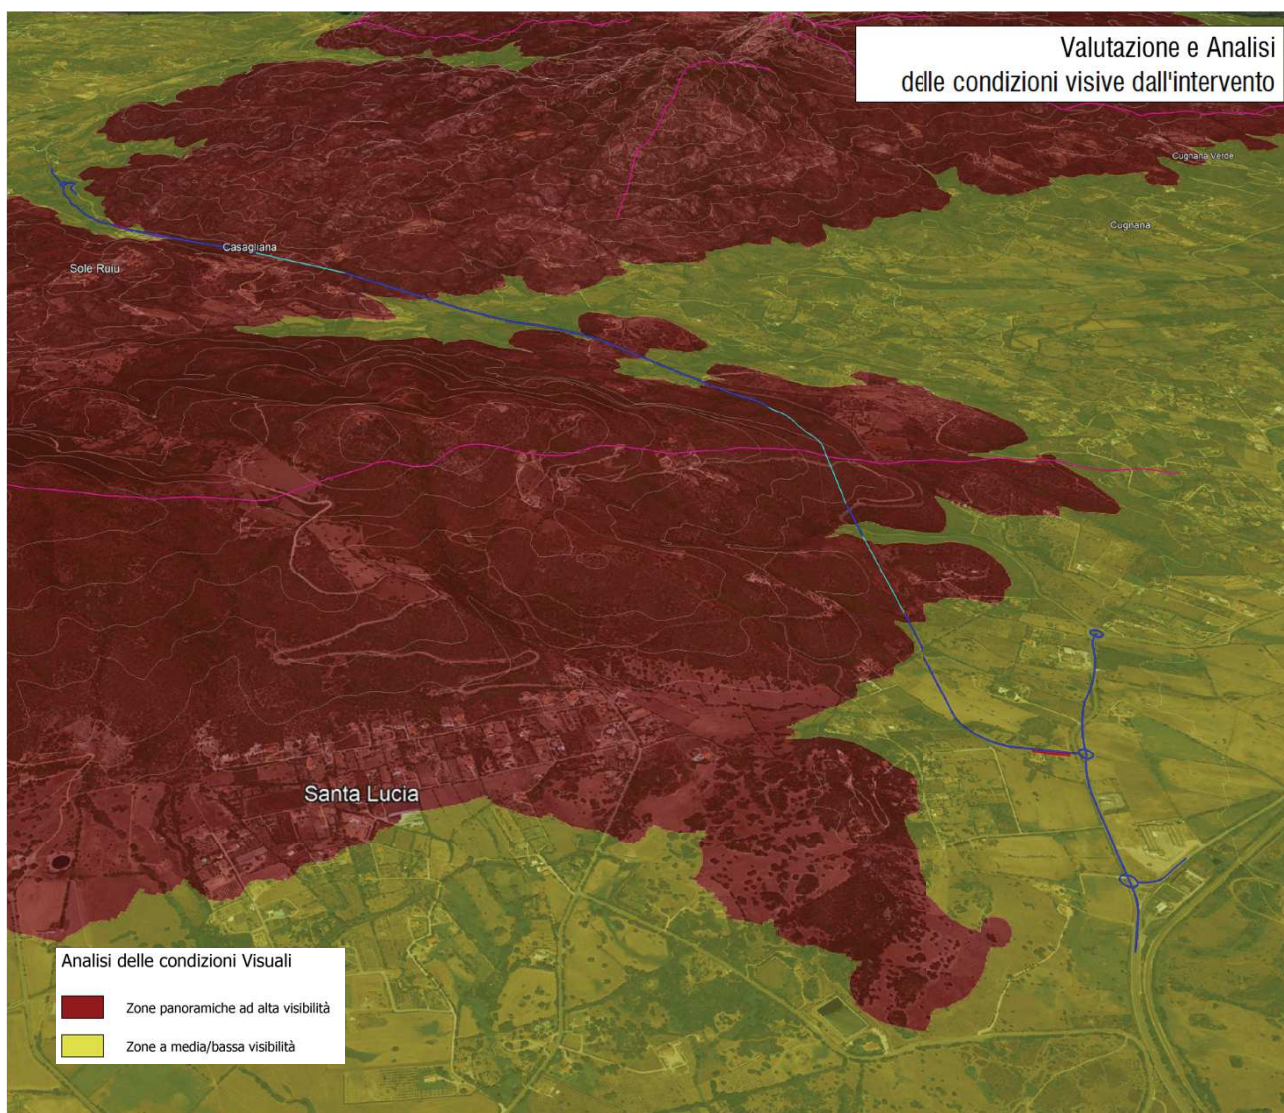 Valutazione e Analisi
delle condizioni visive dall'intervento
Cugnana Verde
Cugnana
Casagliana
Sole Ruiu
Santa Lucia
Analisi delle condizioni Visuali
Zone panoramiche ad alta visibilità
Zone a media/bassa visibilità